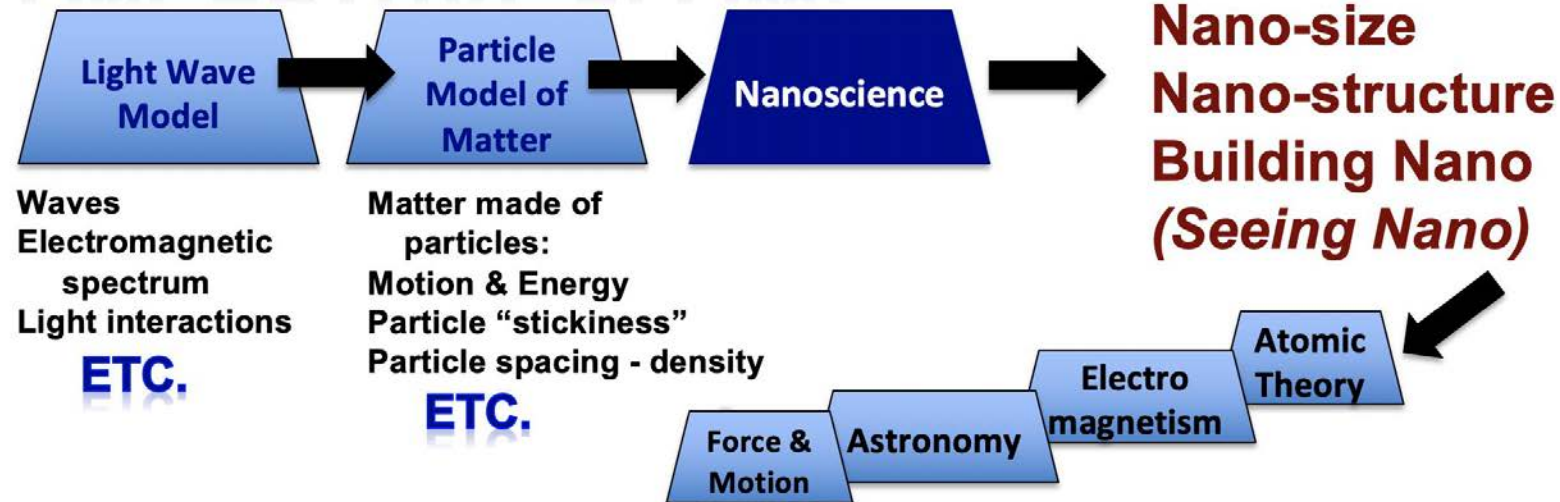 Light Wave
Model
Particle
Model of
Matter
Nanoscience
Nano-size
Nano-structure
Building Nano
(Seeing Nano)
Waves
Electromagnetic
spectrum
Light interactions
ETC.
Matter made of
particles:
Motion & Energy
Particle “stickiness”
Particle spacing - density
ETC.
Atomic
Theory
Electro
magnetism
Astronomy
Force &
Motion